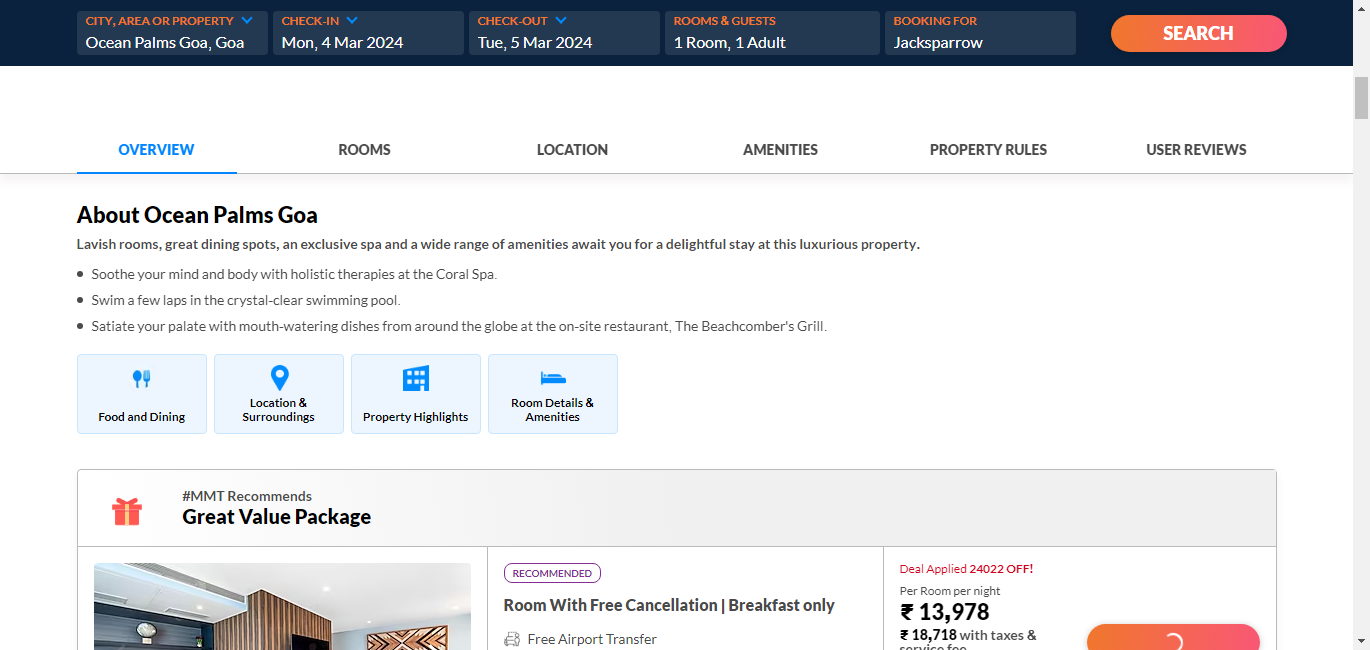 CITY, AREA OR PROPERTY
CHECK-IN
CHECK-OUT
ROOMS & GUESTS
BOOKING FOR
Ocean Palms Goa, Goa
Mon, 4 Mar 2024
Tue, 5 Mar 2024
1 Room, 1 Adult
Jacksparrow
SEARCH
OVERVIEW
ROOMS
LOCATION
AMENITIES
PROPERTY RULES
USER REVIEWS
About Ocean Palms Goa
Lavish rooms, great dining spots, an exclusive spa and a wide range of amenities await you for a delightful stay at this luxurious property.
Soothe your mind and body with holistic therapies at the Coral Spa.
Swim a few laps in the crystal-clear swimming pool.
Satiate your palate with mouth-watering dishes from around the globe at the on-site restaurant, The Beachcomber's Grill.
Food and Dining
Location &
Surroundings
Property Highlights
Room Details &
Amenities
#MMT Recommends
Great Value Package
RECOMMENDED
Room With Free Cancellation | Breakfast only
Free Airport Transfer
Deal Applied 24022 OFF!
Per Room per night
₹ 13,978
₹ 18,718 with taxes &
service fee